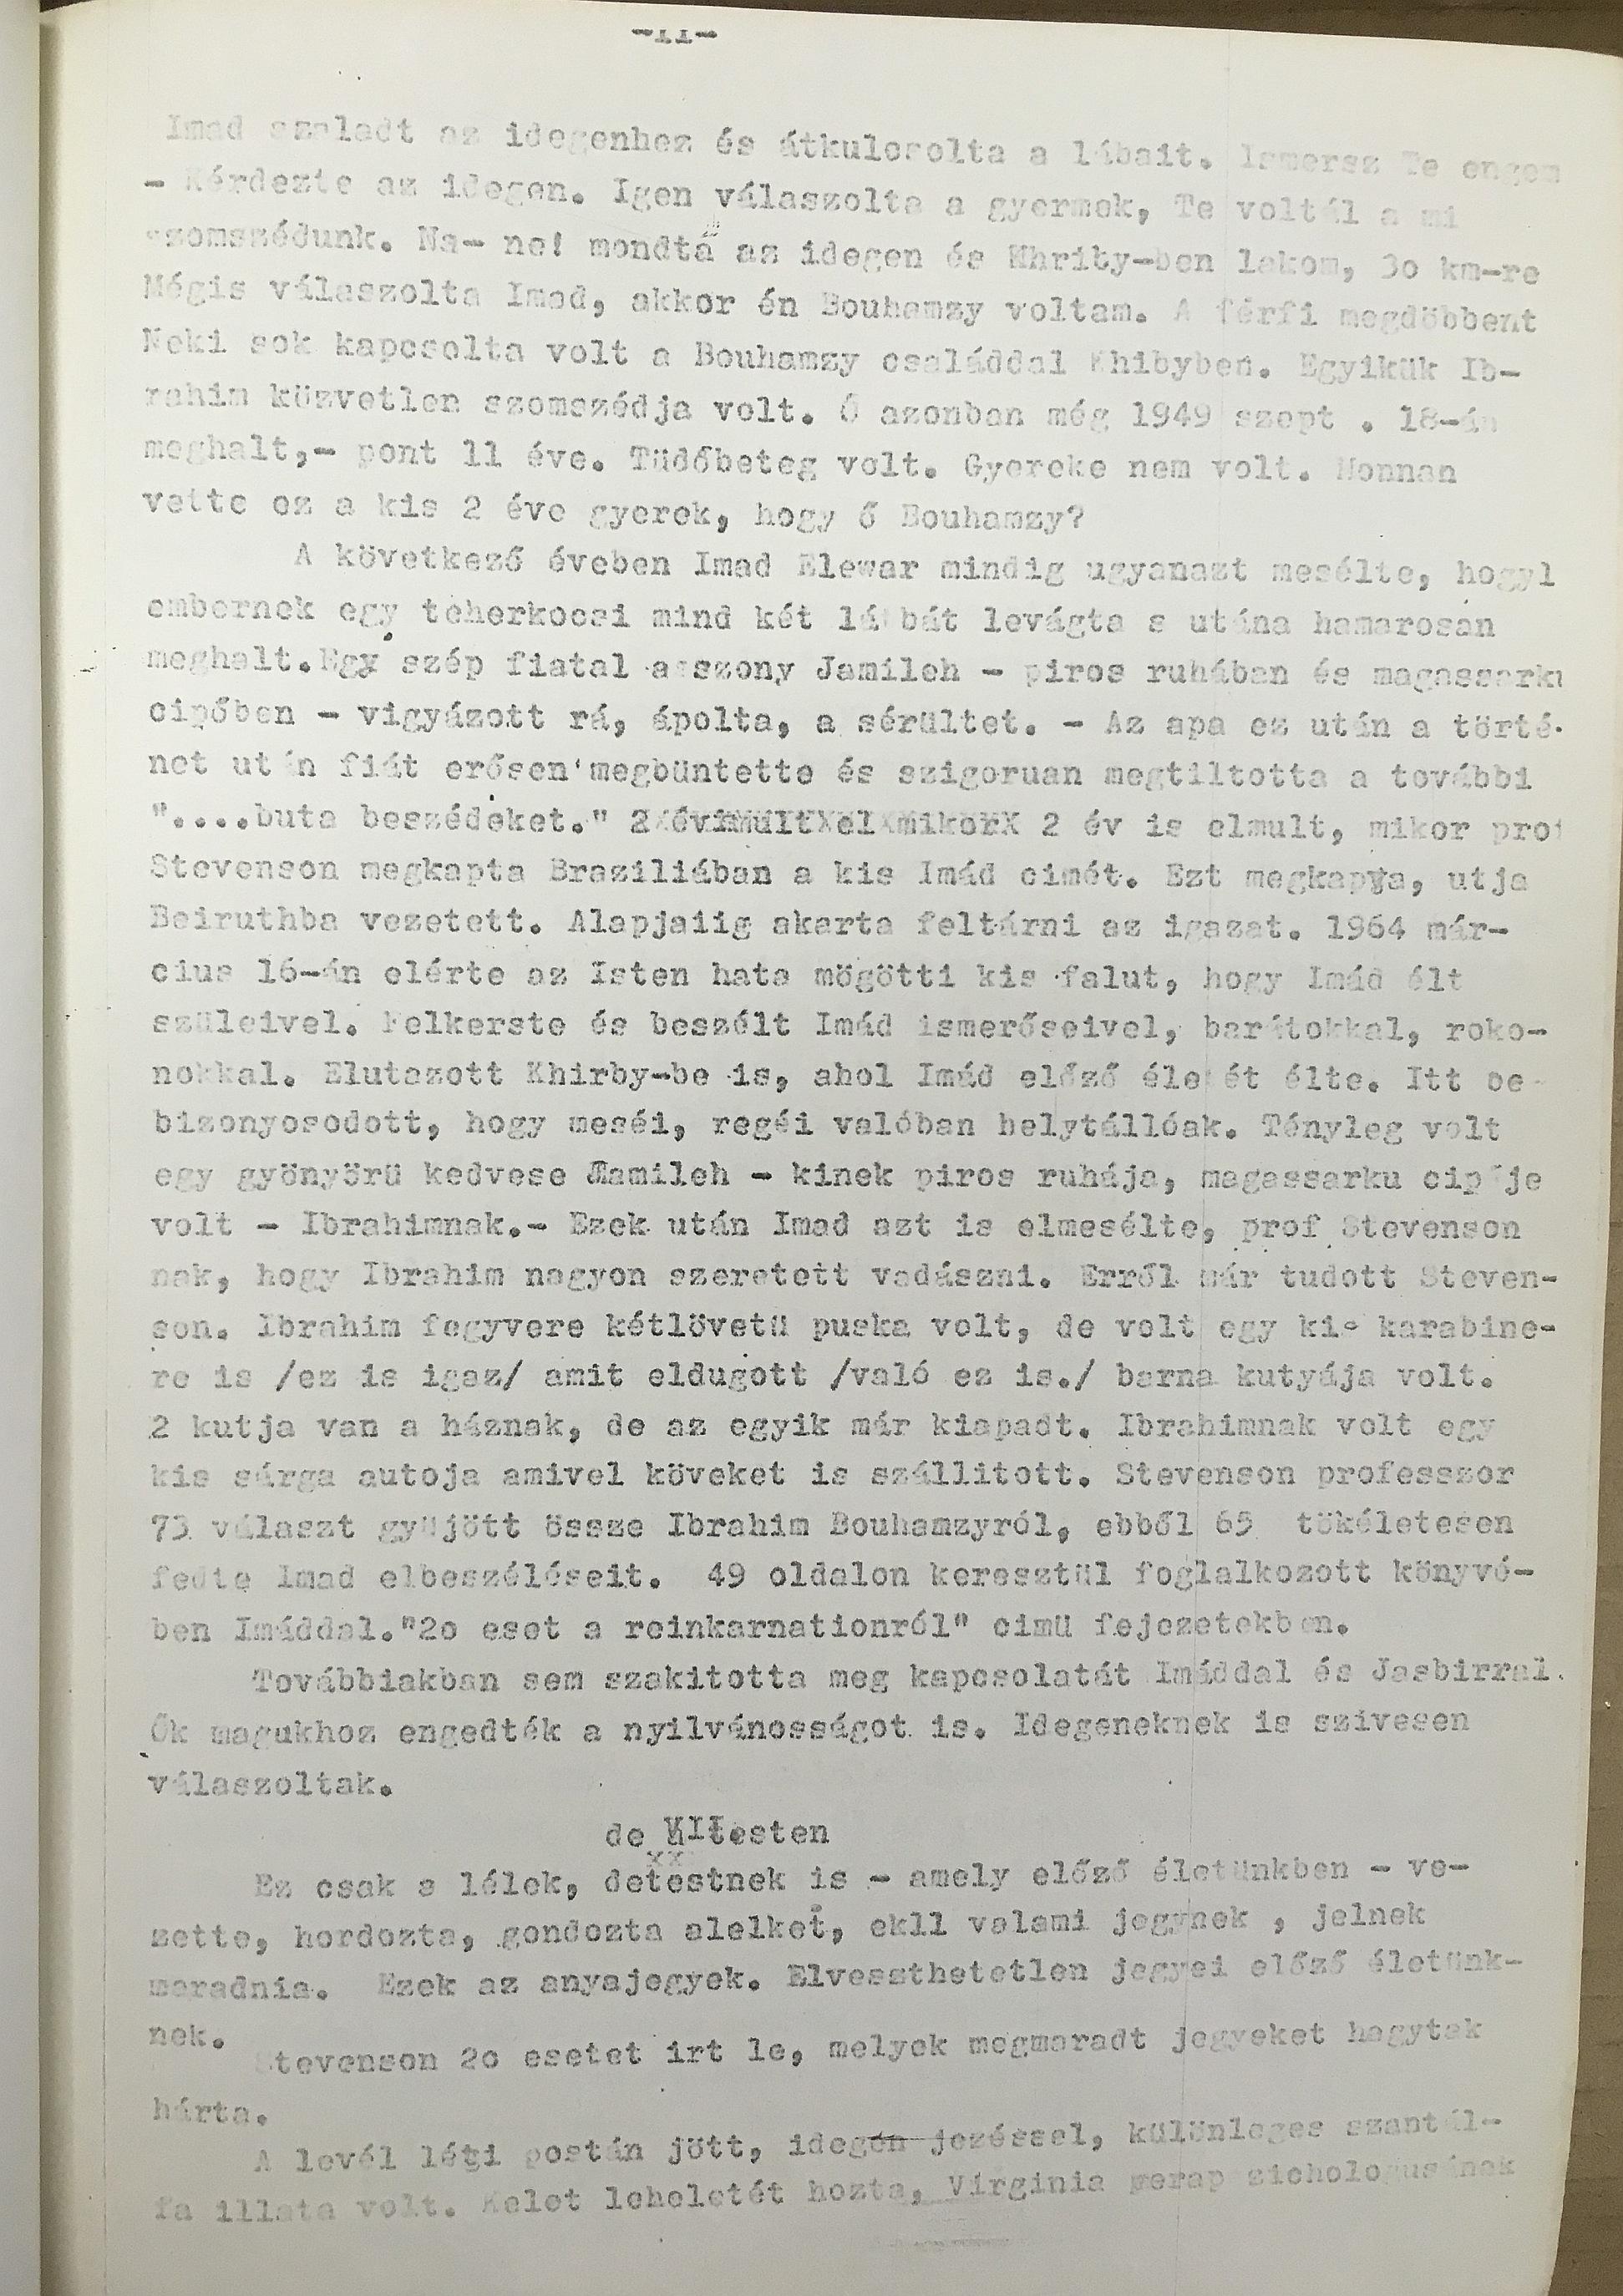 -11-
Imad szaladt az idegenhez és átkulcsolta a lábait. Ismersz Te engem
- Kérdezte az idegen. Igen válaszolta a gyermek, Te voltál a mi
szomszédunk. Na- ne! mondta az idegen és Khriby-ben lakom, 3o km-re
Mégis válaszolta Imad, akkor én Bouhamzy voltam. A férfi megdöbbent
Neki sok kapcsolta volt a Bouhamzy családdal Khibyben. Egyikük Ib-
rahim közvetlen szomszédja volt. Ő azonban még 1949 szept . 18-án
meghalt,- pont 11 éve. Tüdőbeteg volt. Gyereke nem volt. Honnan
vette ez a kis 2 éve gyerek, hogy ő Bouhamzy?
A következő éveben Imad Elewar mindig ugyanazt mesélte, hogy1
embernek egy teherkocsi mind két lábát levágta s utána hamarosan
meghalt.Egy szép fiatal asszony Jamileh - piros ruhában és magassarku
cipőben - vigyázott rá, ápolta, a sérültet. - Az apa ez után a törté-
net után fiát erősen megbüntette és szigoruan megtiltotta a további
"....buta beszédeket." 2 év mult el mikor 2 év is elmult, mikor prof
Stevenson megkapta Braziliában a kis Imád cimét. Ezt megkapva, utja
Beiruthba vezetett. Alapjaiig akarta feltárni az igazat. 1964 már-
cius 16-án elérte az Isten hata mögötti kis falut, hogy Imád élt
szüleivel. Felkerste és beszélt Imád ismerőseivel, barátokkal, roko-
nokkal. Elutazott Khirby-be is, ahol Imád előző életét élte. Itt be-
bizonyosodott, hogy meséi, regéi valóban helytállóak. Tényleg volt
egy gyönyörü kedvese Jamileh - kinek piros ruhája, magassarku cipője
volt - Ibrahimnak.- Ezek után Imad azt is elmesélte, prof Stevenson
nak, hogy Ibrahim nagyon szeretett vadászni. Erről már tudott Steven-
son. Ibrahim fegyvere kétlövetü puska volt, de volt egy kis karabine-
re is /ez is igaz/ amit eldugott /való ez is./ barna kutyája volt.
2 kutja van a háznak, de az egyik már kiapadt. Ibrahimnak volt egy
kis sárga autoja amivel köveket is szállitott. Stevenson professzor
73 választ gyüjött össze Ibrahim Bouhamzyról, ebből 65 tökéletesen
fedte Imad elbeszéléseit. 49 oldalon keresztül foglalkozott könyvé-
ben Imáddal."2o eset a reinkarnationról" cimü fejezetekben.
Továbbiakban sem szakitotta meg kapcsolatát Imáddal és Jasbirral.
Ők magukhoz engedték a nyilvánosságot is. Idegeneknek is szivesen
válaszoltak.
de a testen
Ez csak s lélek, detestnek is - amely előző életünkben - ve-
zette, hordozta, gondozta alelket, ekll valami jegynek , jelnek
maradnia. Ezek az anyajegyek. Elveszthetetlen jegyei előző életünk-
nek.
Stevenson 2o esetet irt le, melyek megmaradt jegyeket hagytak
hárta.
A levél légi postán jött, idegen jezéssel, különleges szantál-
fa illata volt. Kelet leheletét hozta, Virginia